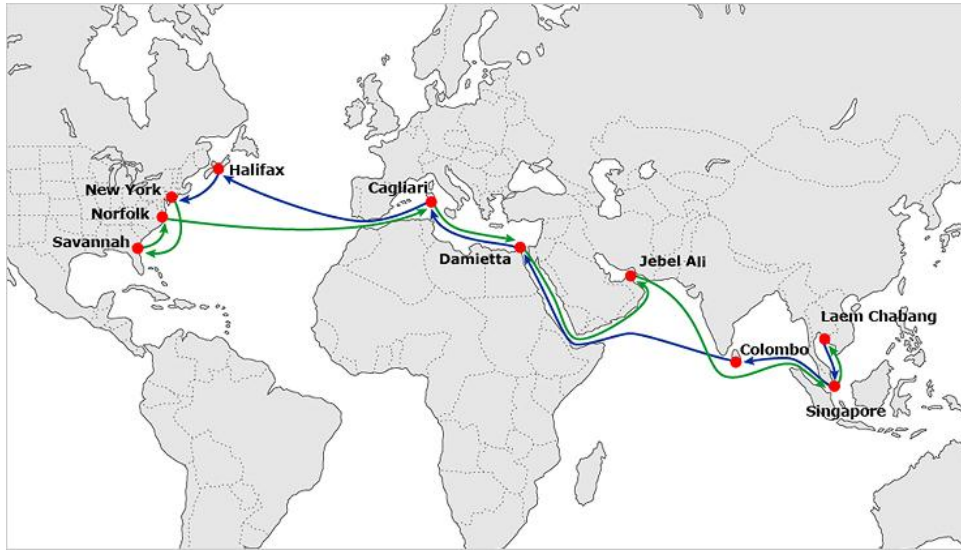 Halifax
New York
Cagliari
Norfolk
Savannah
Damietta
Jebel Ali
Laem Chabang
Colombo
Singapore